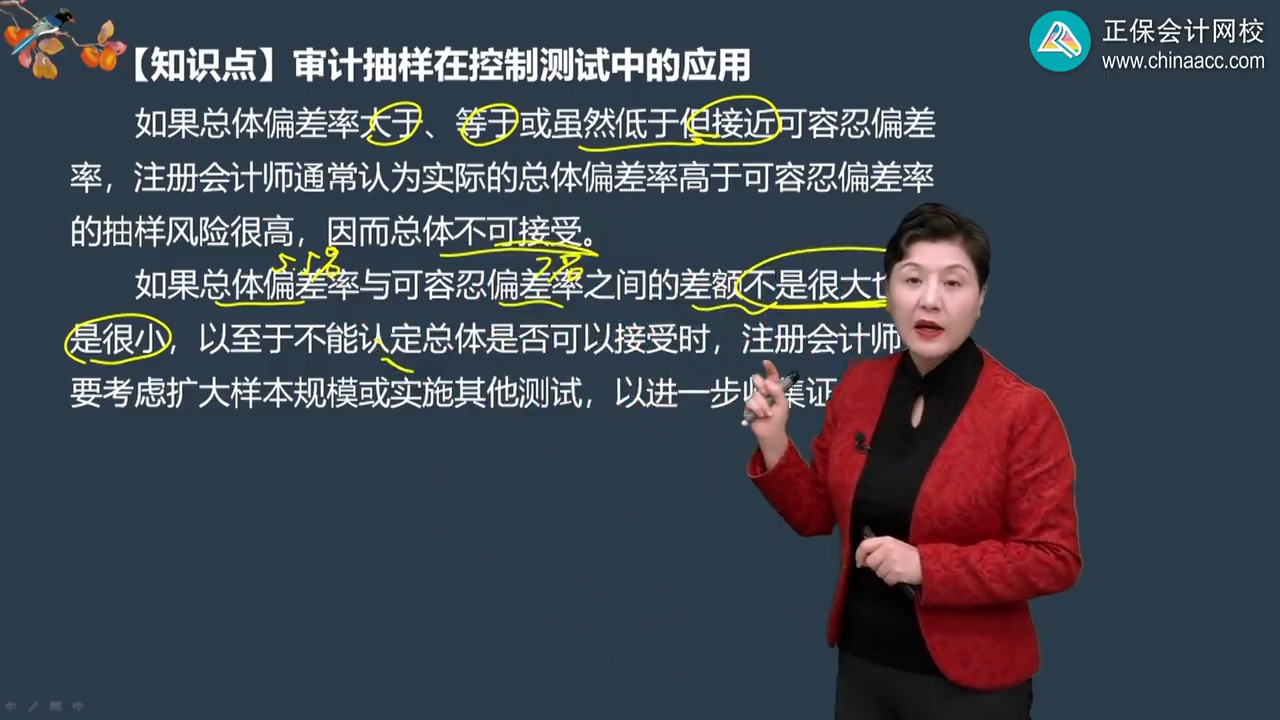 正保会计网校
www.chinaacc.com
【知识点】审计抽样在控制测试中的应用
如果总体偏差率大于、等于或虽然低于但接近可容忍偏差
率，注册会计师通常认为实际的总体偏差率高于可容忍偏差率
的抽样风险很高，因而总体不可接受。
5.5% 7%
如果总体偏差率与可容忍偏差率之间的差额不是很大也
是很小，以至于不能认定总体是否可以接受时，注册会计师
要考虑扩大样本规模或实施其他测试，以进一步收集证